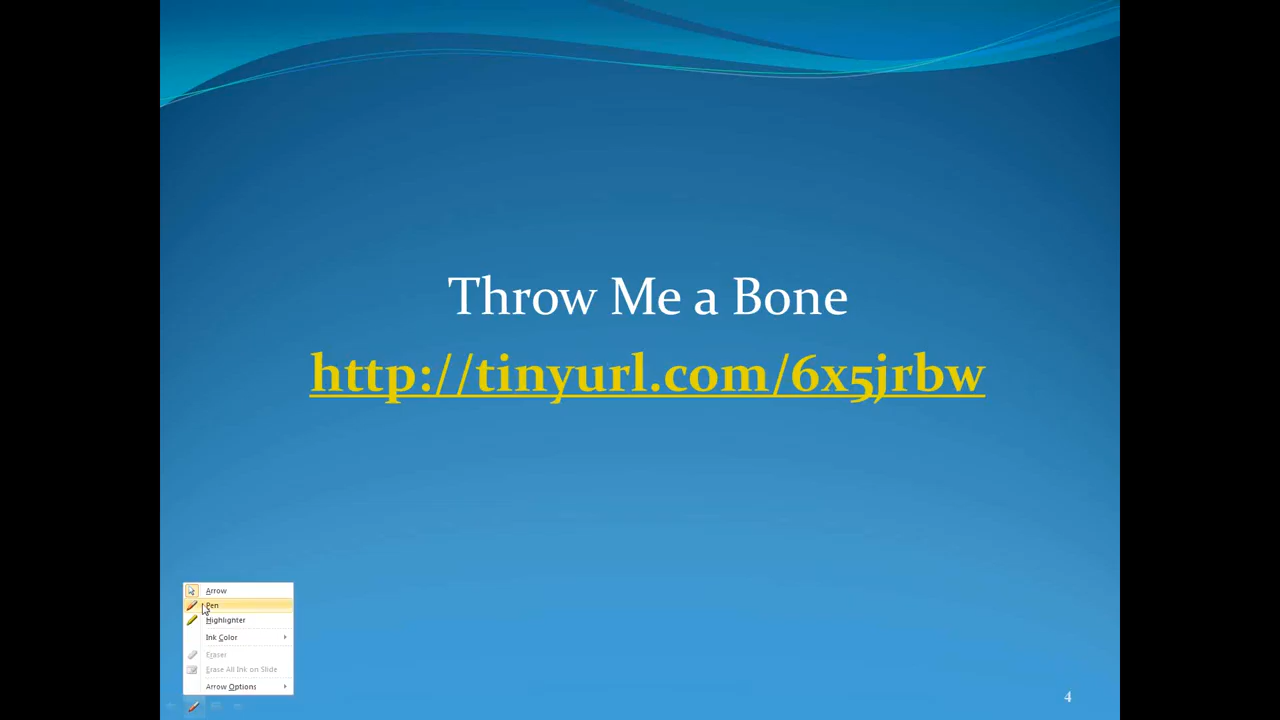 Throw Me a Bone
http://tinyurl.com/6x5jrbw
Arrow
Pen
Highlighter
Ink Color
Eraser
Erase All Ink on Slide
Arrow Options
4